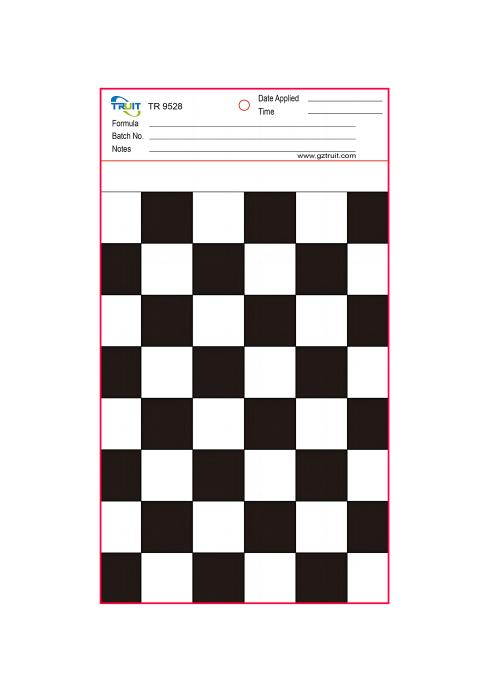 TRUIT TR 9528
Date Applied
Time
Formula
Batch No.
Notes
www.gztruit.com